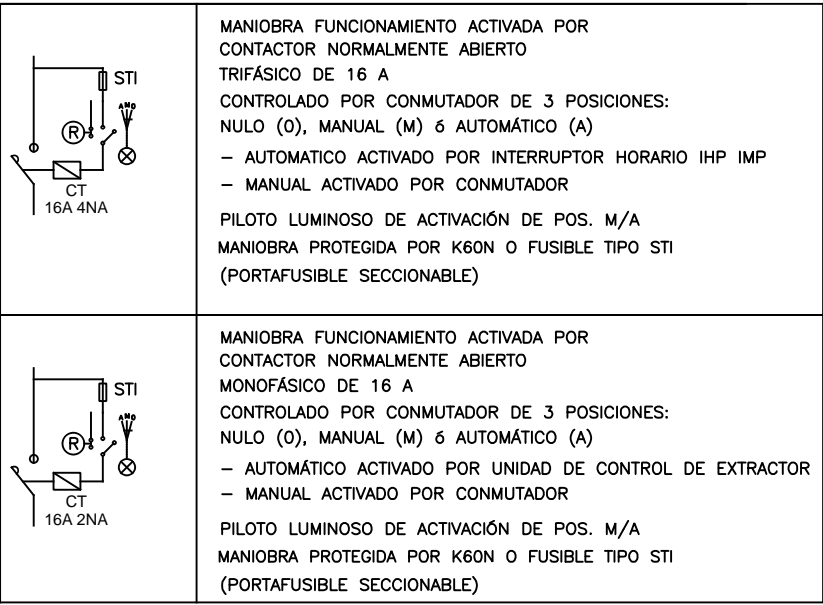 STI
A M 0
R
CT
16A 4NA
MANIOBRA FUNCIONAMIENTO ACTIVADA POR
CONTACTOR NORMALMENTE ABIERTO
TRIFÁSICO DE 16 A
CONTROLADO POR CONMUTADOR DE 3 POSICIONES:
NULO (0), MANUAL (M) ó AUTOMÁTICO (A)
– AUTOMATICO ACTIVADO POR INTERRUPTOR HORARIO IHP IMP
– MANUAL ACTIVADO POR CONMUTADOR
PILOTO LUMINOSO DE ACTIVACIÓN DE POS. M/A
MANIOBRA PROTEGIDA POR K60N O FUSIBLE TIPO STI
(PORTAFUSIBLE SECCIONABLE)
STI
A M 0
R
CT
16A 2NA
MANIOBRA FUNCIONAMIENTO ACTIVADA POR
CONTACTOR NORMALMENTE ABIERTO
MONOFÁSICO DE 16 A
CONTROLADO POR CONMUTADOR DE 3 POSICIONES:
NULO (0), MANUAL (M) ó AUTOMÁTICO (A)
– AUTOMÁTICO ACTIVADO POR UNIDAD DE CONTROL DE EXTRACTOR
– MANUAL ACTIVADO POR CONMUTADOR
PILOTO LUMINOSO DE ACTIVACIÓN DE POS. M/A
MANIOBRA PROTEGIDA POR K60N O FUSIBLE TIPO STI
(PORTAFUSIBLE SECCIONABLE)